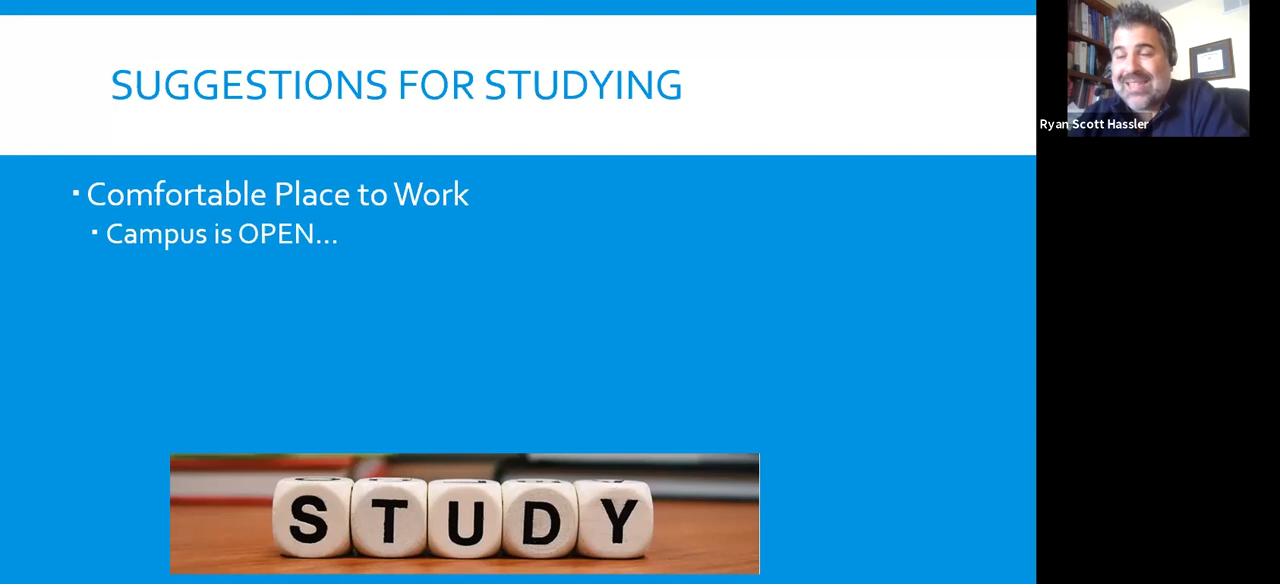 SUGGESTIONS FOR STUDYING
Ryan Scott Hassler
▪ Comfortable Place to Work
▪ Campus is OPEN...
STUDY